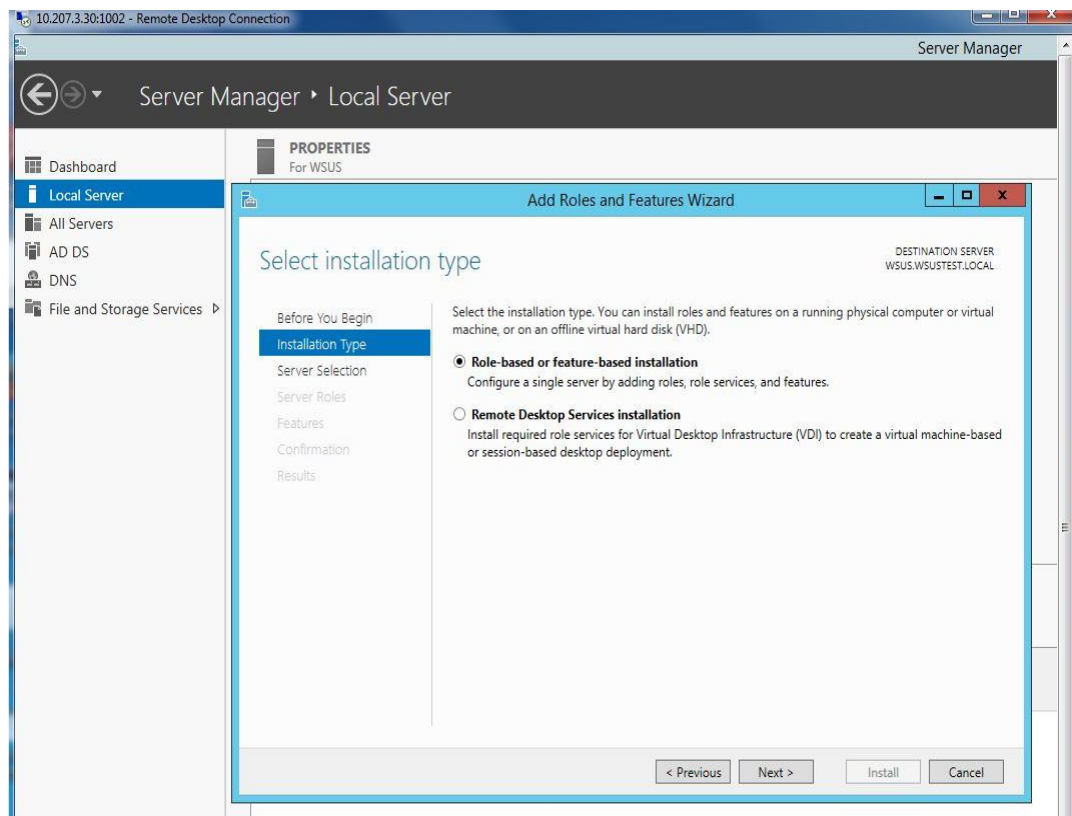 10.207.3.30:1002 - Remote Desktop Connection
Server Manager
Server Manager ‣ Local Server
Dashboard
Local Server
All Servers
AD DS
DNS
File and Storage Services
PROPERTIES
For WSUS
Add Roles and Features Wizard
Select installation type
DESTINATION SERVER
WSUS.WSUSTEST.LOCAL
Before You Begin
Installation Type
Server Selection
Server Roles
Features
Confirmation
Results
Select the installation type. You can install roles and features on a running physical computer or virtual
machine, or on an offline virtual hard disk (VHD).
Role-based or feature-based installation
Configure a single server by adding roles, role services, and features.
Remote Desktop Services installation
Install required role services for Virtual Desktop Infrastructure (VDI) to create a virtual machine-based
or session-based desktop deployment.
< Previous
Next >
Install
Cancel